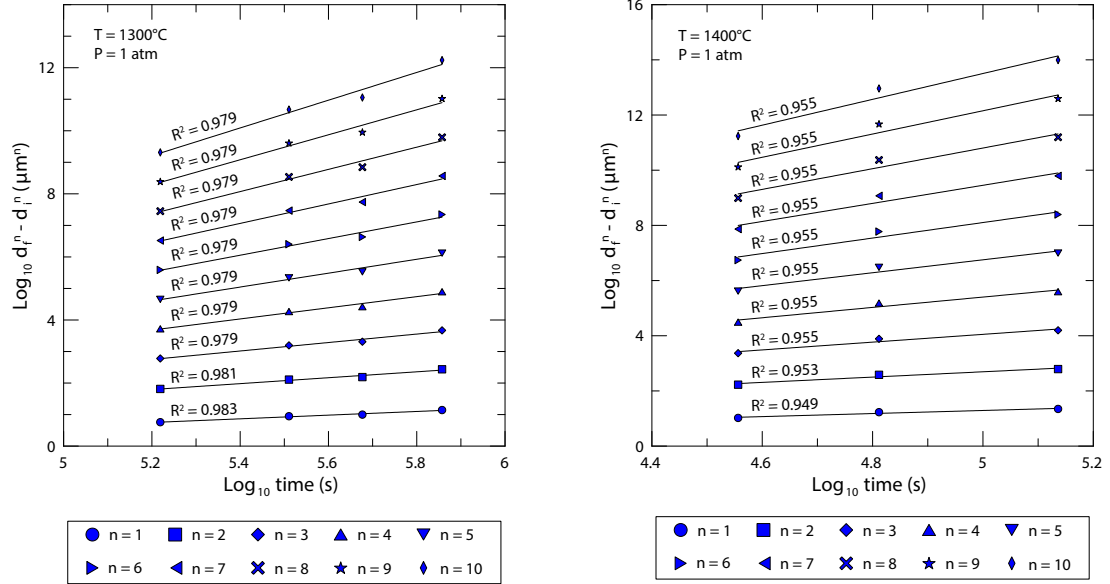 T = 1300°C
P = 1 atm
12
8
4
0
Log₁₀ d_f^n - d_i^n (µmⁿ)
R² = 0.979
R² = 0.979
R² = 0.979
R² = 0.979
R² = 0.979
R² = 0.979
R² = 0.979
R² = 0.979
R² = 0.981
R² = 0.983
5 5.2 5.4 5.6 5.8 6
Log₁₀ time (s)
n = 1 n = 2 n = 3 n = 4 n = 5
n = 6 n = 7 n = 8 n = 9 n = 10
T = 1400°C
P = 1 atm
16
12
8
4
0
Log₁₀ d_f^n - d_i^n (µmⁿ)
R² = 0.955
R² = 0.955
R² = 0.955
R² = 0.955
R² = 0.955
R² = 0.955
R² = 0.955
R² = 0.955
R² = 0.953
R² = 0.949
4.4 4.6 4.8 5 5.2
Log₁₀ time (s)
n = 1 n = 2 n = 3 n = 4 n = 5
n = 6 n = 7 n = 8 n = 9 n = 10